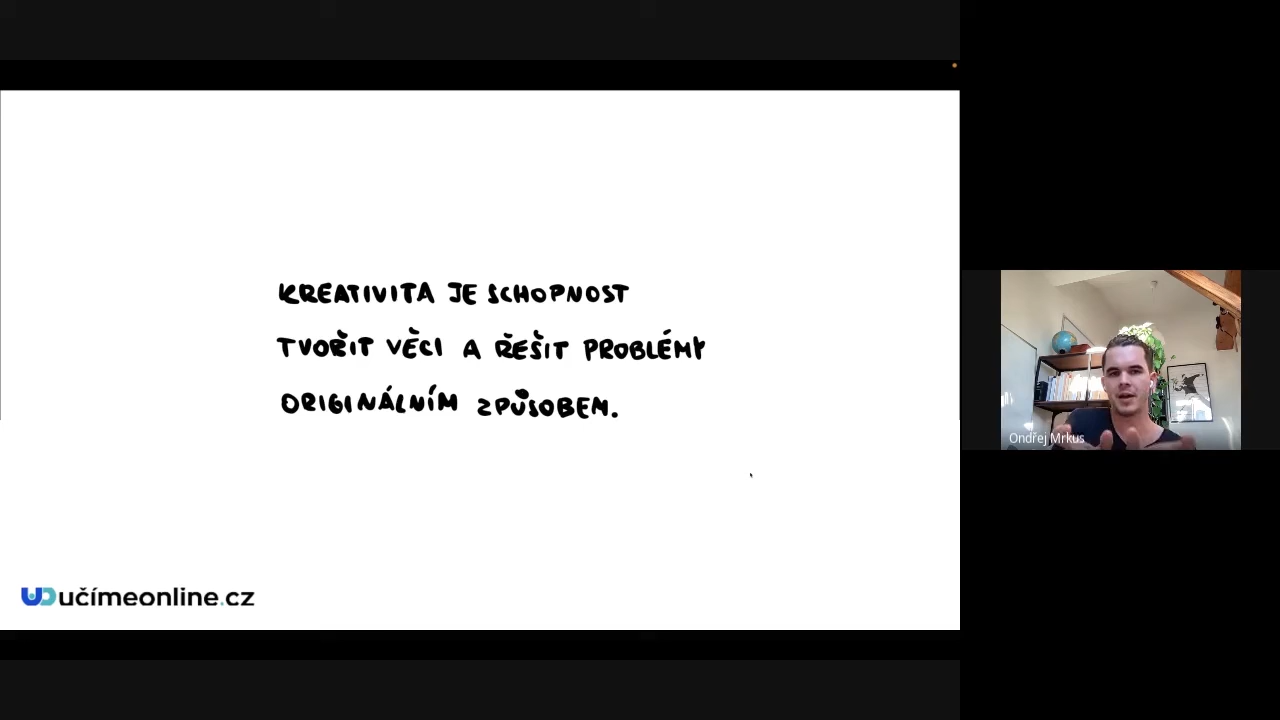 KREATIVITA JE SCHOPNOST
TVOŘIT VĚCI A ŘEŠIT PROBLÉMY
ORIGINÁLNÍM ZPŮSOBEM.
učímeonline.cz
Ondřej Mrkus